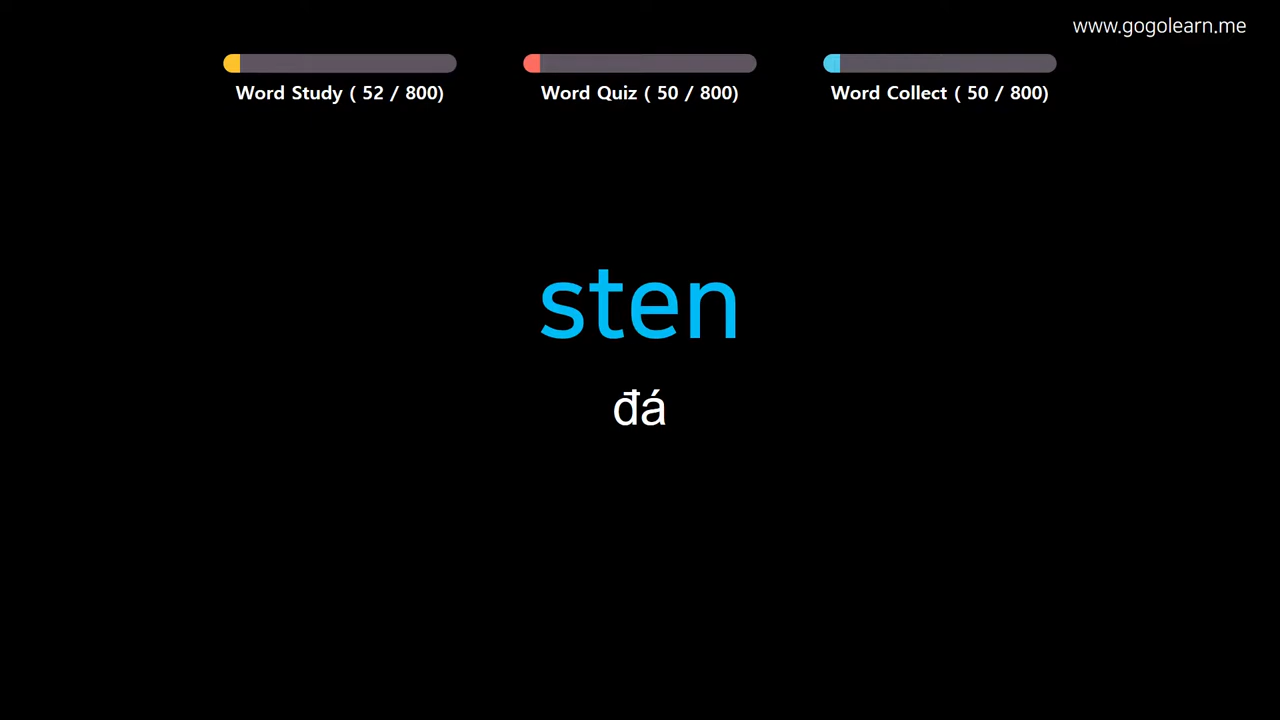 www.gogolearn.me
Word Study ( 52 / 800)
Word Quiz ( 50 / 800)
Word Collect ( 50 / 800)
sten
đá